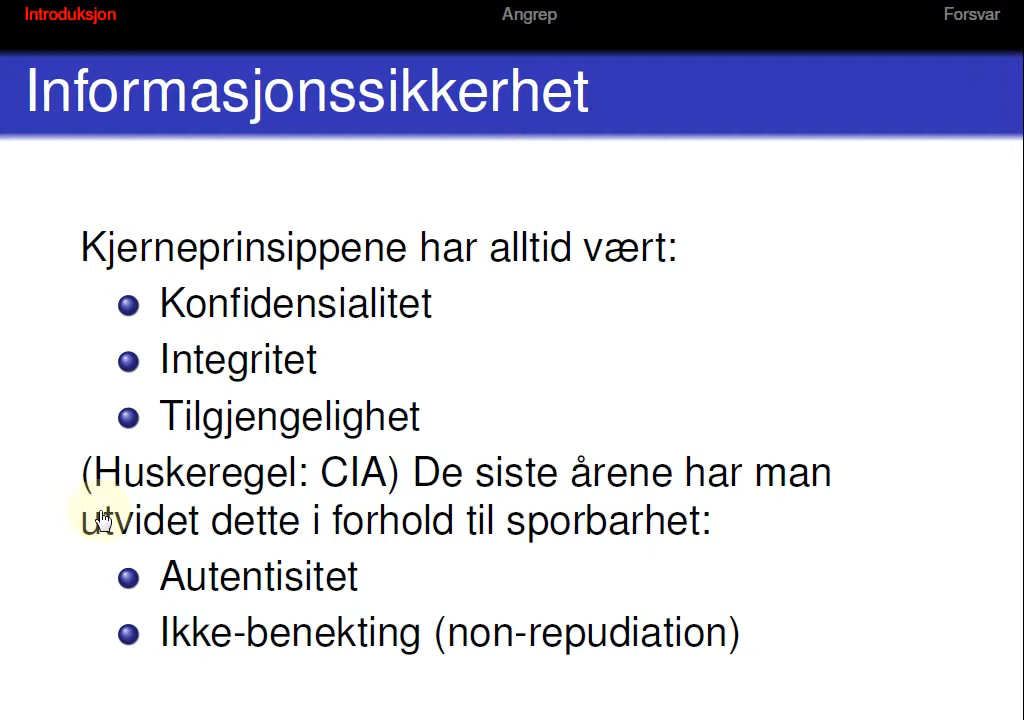 Introduksjon Angrep Forsvar
Informasjonssikkerhet
Kjerneprinsippene har alltid vært:
Konfidensialitet
Integritet
Tilgjengelighet
(Huskeregel: CIA) De siste årene har man
utvidet dette i forhold til sporbarhet:
Autentisitet
Ikke-benekting (non-repudiation)